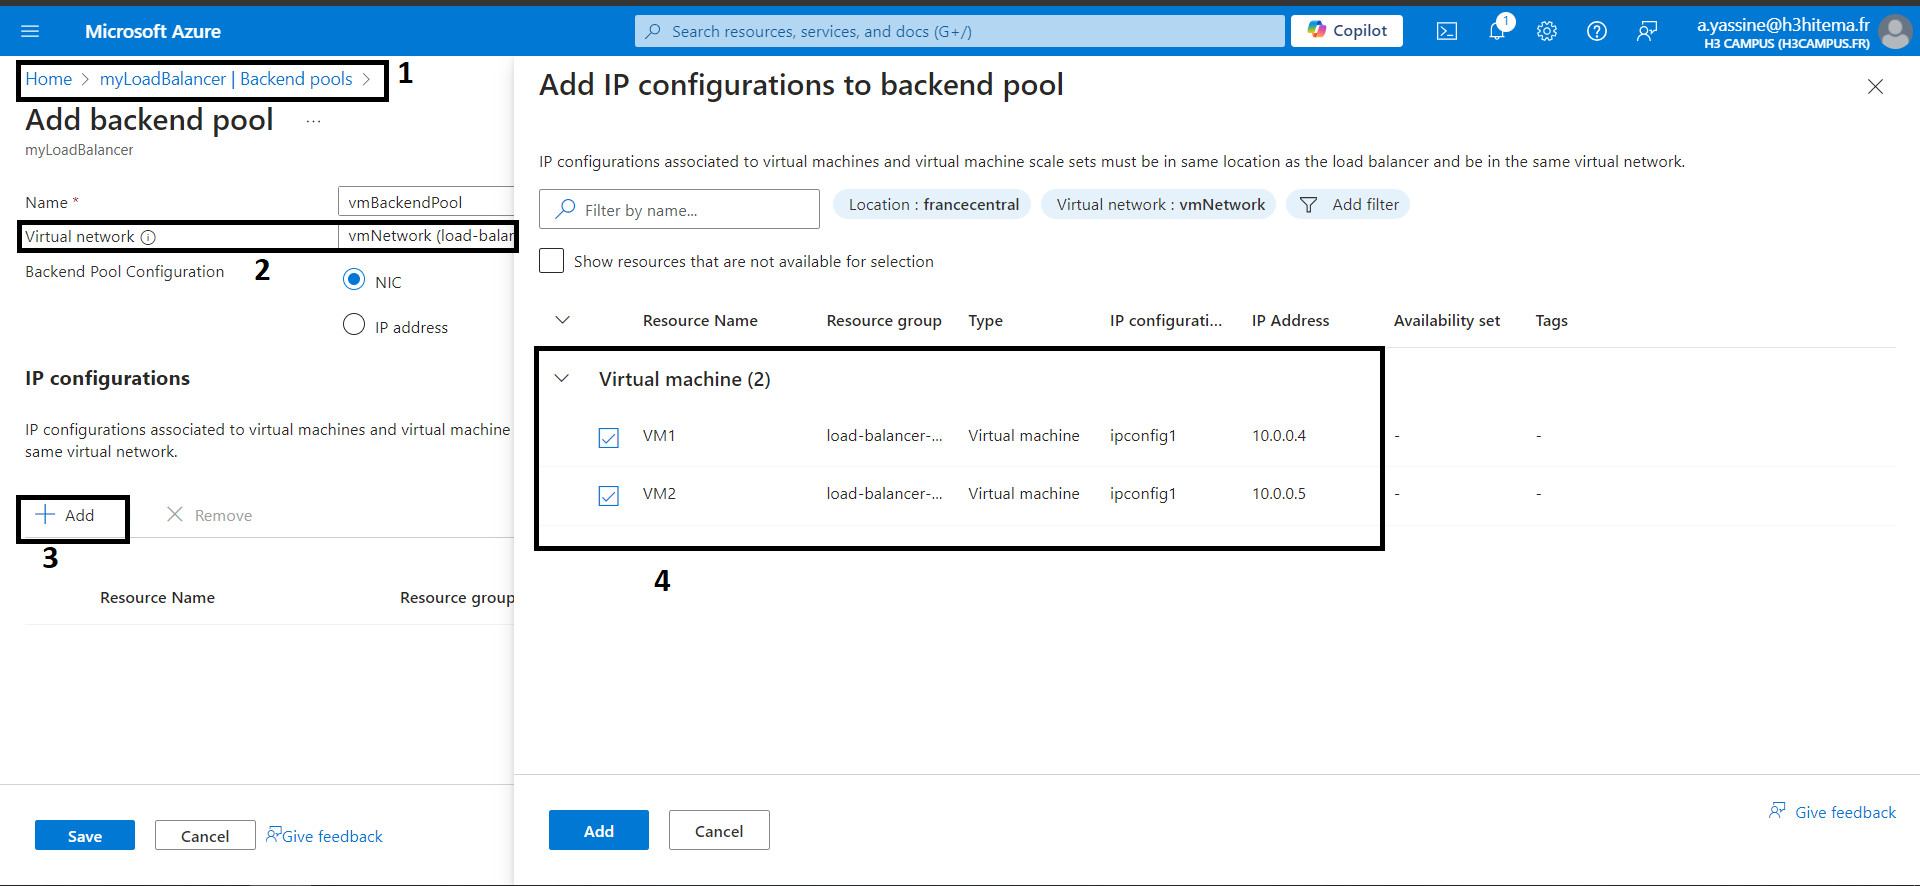 Microsoft Azure
Search resources, services, and docs (G+/)
Copilot
1
a.yassine@h3hitema.fr
H3 CAMPUS (H3CAMPUS.FR)
Home > myLoadBalancer | Backend pools >
1
Add backend pool ...
myLoadBalancer
Name *
vmBackendPool
Virtual network
vmNetwork (load-balar
2
Backend Pool Configuration
NIC
IP address
IP configurations
IP configurations associated to virtual machines and virtual machine
same virtual network.
Add
Remove
3
Resource Name
Resource group
Save
Cancel
Give feedback
Add IP configurations to backend pool
IP configurations associated to virtual machines and virtual machine scale sets must be in same location as the load balancer and be in the same virtual network.
Filter by name...
Location : francecentral
Virtual network : vmNetwork
Add filter
Show resources that are not available for selection
Resource Name Resource group Type IP configurati... IP Address Availability set Tags
Virtual machine (2)
VM1 load-balancer-... Virtual machine ipconfig1 10.0.0.4 - -
VM2 load-balancer-... Virtual machine ipconfig1 10.0.0.5 - -
4
Add
Cancel
Give feedback